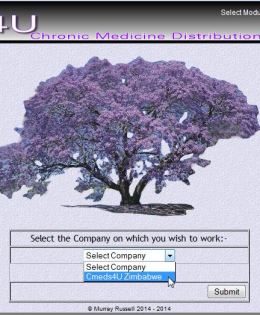 Select Modu
4U
Chronic Medicine Distribution
Select the Company on which you wish to work:-
Select Company
Select Company
Cmeds4U Zimbabwe
Submit
© Murray Russell 2014 - 2014